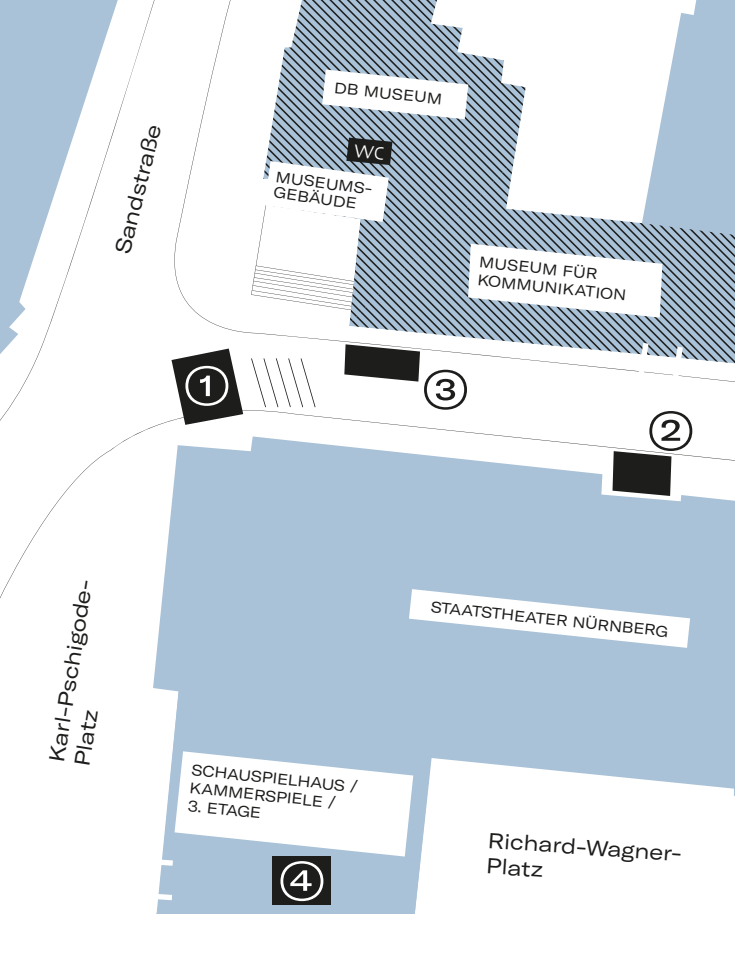 DB MUSEUM
Sandstraße
WC
MUSEUMS-
GEBÄUDE
MUSEUM FÜR
KOMMUNIKATION
1
3
2
STAATSTHEATER NÜRNBERG
Karl-Pschigode-
Platz
SCHAUSPIELHAUS /
KAMMERSPIELE /
3. ETAGE
Richard-Wagner-
Platz
4